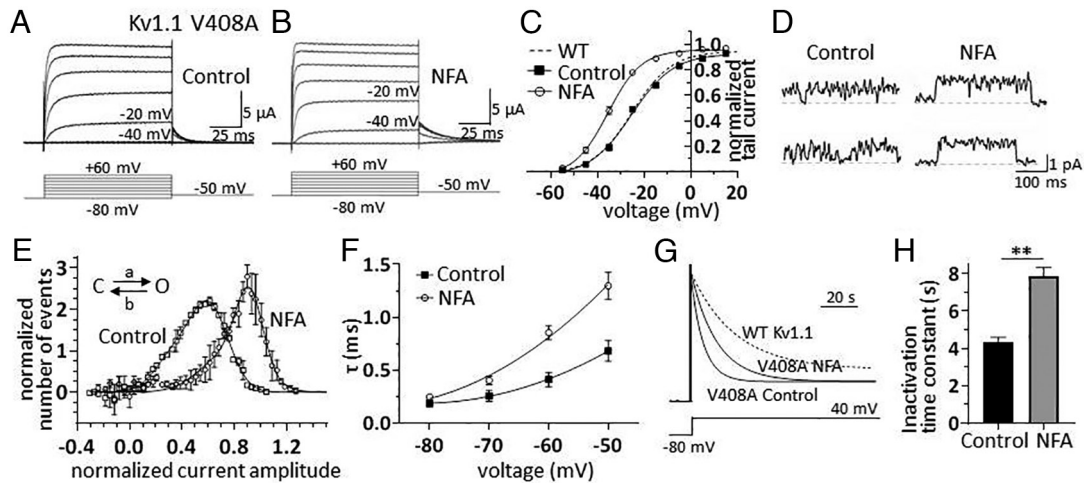 A
Kv1.1 V408A
Control
-20 mV
-40 mV
5 µA
25 ms
+60 mV
-50 mV
-80 mV
B
NFA
-20 mV
-40 mV
5 µA
25 ms
+60 mV
-50 mV
-80 mV
C
WT
Control
NFA
1.0
0.8
0.6
0.4
0.2
normalized
tail current
-60 -40 -20 0 20
voltage (mV)
D
Control NFA
1 pA
100 ms
E
normalized
number of events
3
2
1
0
C a O
b
Control
NFA
-0.4 0.0 0.4 0.8 1.2
normalized current amplitude
F
τ (ms)
1.5
1.0
0.5
0.0
Control
NFA
-80 -70 -60 -50
voltage (mV)
G
20 s
WT Kv1.1
V408A NFA
V408A Control
40 mV
-80 mV
H
Inactivation
time constant (s)
**
8
6
4
2
0
Control NFA